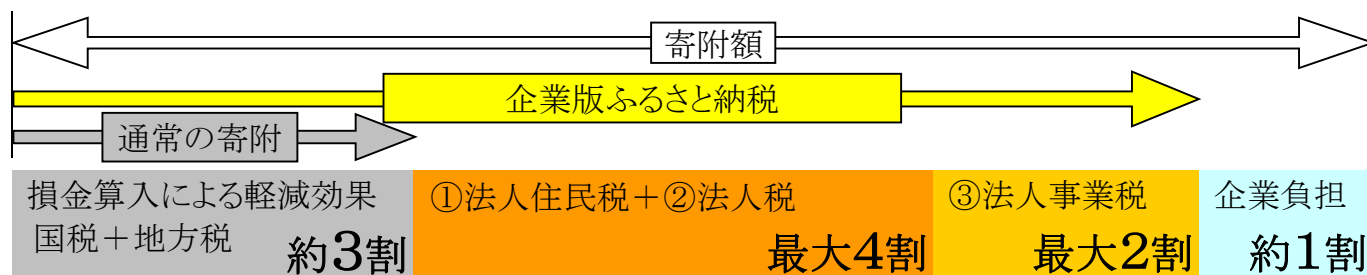 寄附額
企業版ふるさと納税
通常の寄附
損金算入による軽減効果
国税＋地方税
約3割
①法人住民税＋②法人税
最大4割
③法人事業税
最大2割
企業負担
約1割